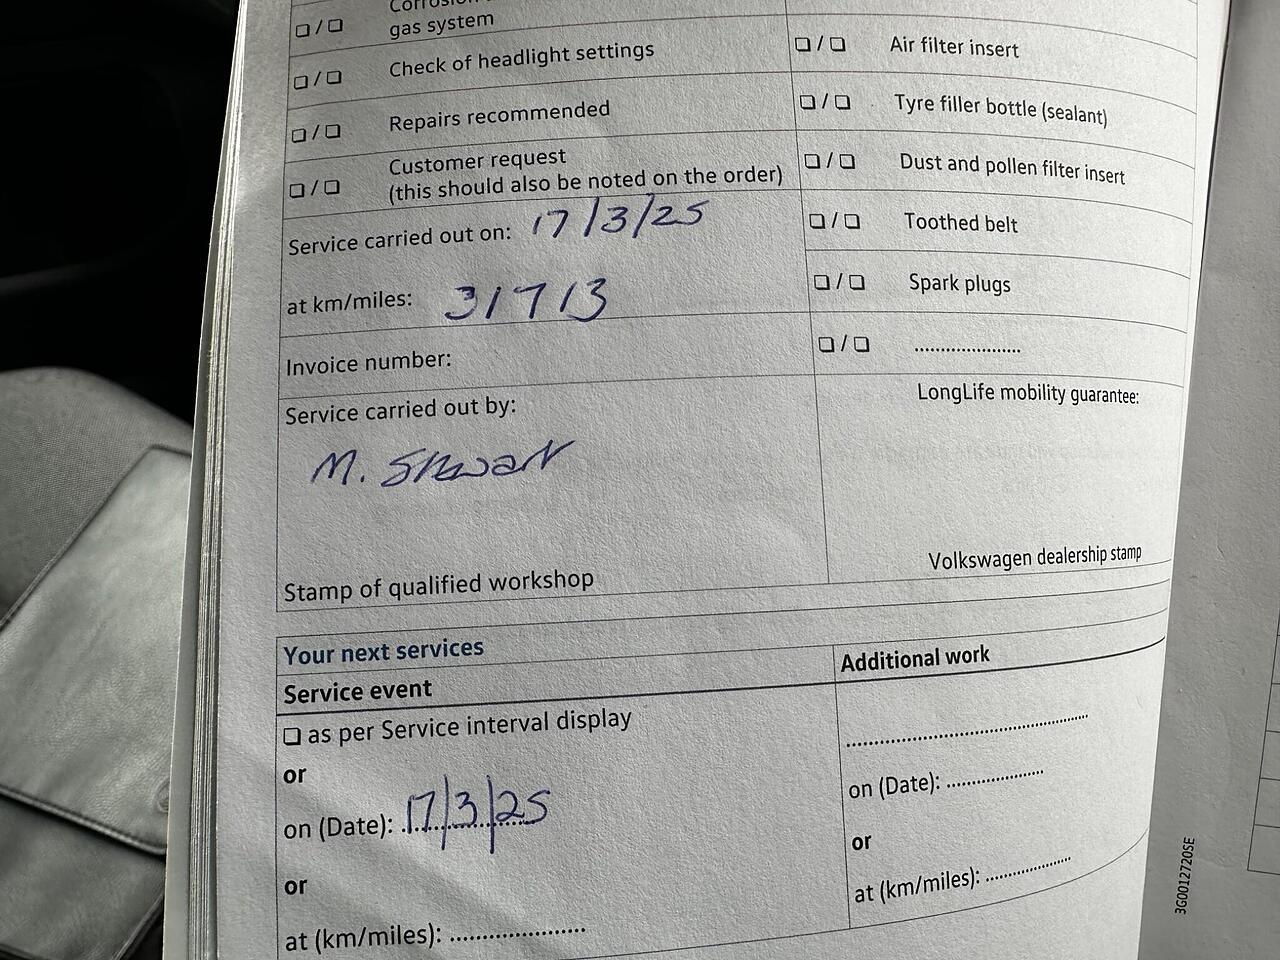 ❏ / ❏ gas system
❏ / ❏ Check of headlight settings
❏ / ❏ Repairs recommended
❏ / ❏ Customer request
(this should also be noted on the order)
Service carried out on: 17/3/25
at km/miles: 31713
Invoice number:
Service carried out by:
M. Stewart
Stamp of qualified workshop
❏ / ❏ Air filter insert
❏ / ❏ Tyre filler bottle (sealant)
❏ / ❏ Dust and pollen filter insert
❏ / ❏ Toothed belt
❏ / ❏ Spark plugs
❏ / ❏ .....................
LongLife mobility guarantee:
Volkswagen dealership stamp
Your next services
Service event
❏ as per Service interval display
or
on (Date): 17/3/25
or
at (km/miles): .....................
Additional work
.....................................
on (Date): ...............
or
at (km/miles): ...............
3G0012720SE